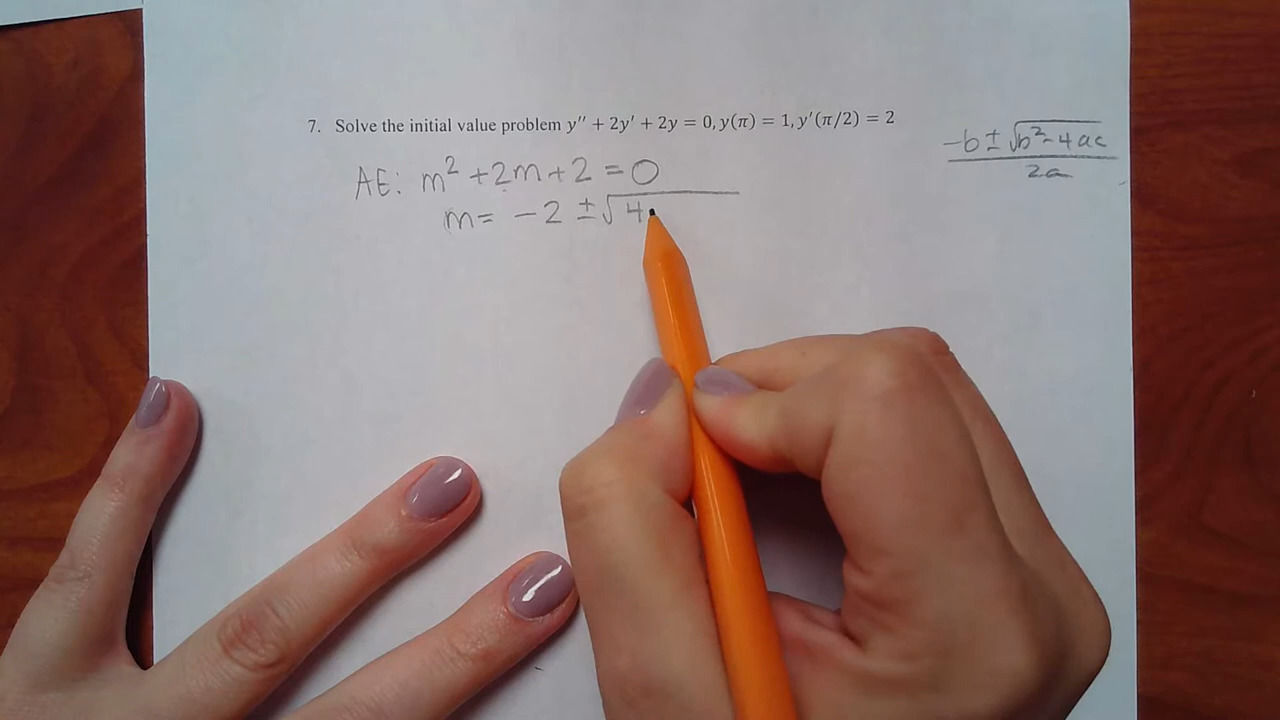 7. Solve the initial value problem y′′ + 2y′ + 2y = 0, y(π) = 1, y′(π/2) = 2
-b ± √b² - 4ac
2a
AE: m² + 2m + 2 = 0
m = -2 ± √4